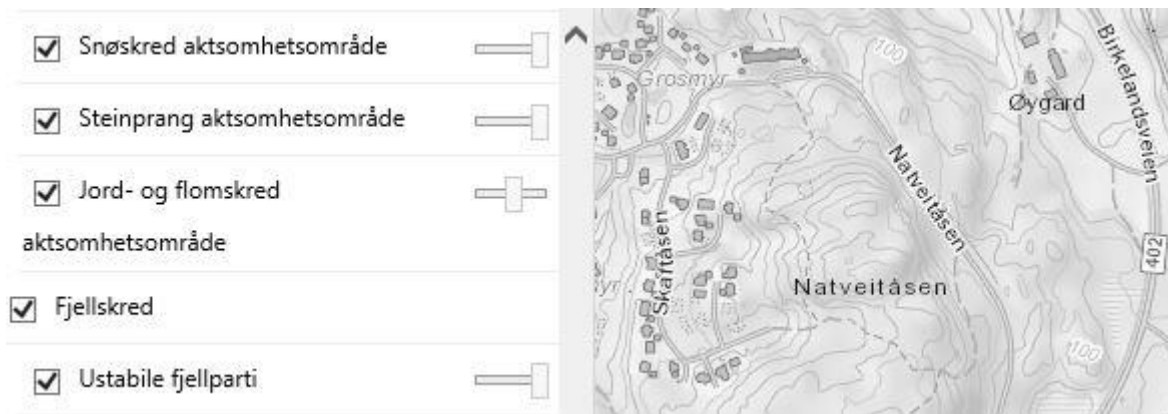 Snøskred aktsomhetsområde
Steinprang aktsomhetsområde
Jord- og flomskred
aktsomhetsområde
Fjellskred
Ustabile fjellparti
100
Grosmyr
Øygard
Birkelandsveien
Natveitåsen
Skaftåsen
Natveitåsen
402
100